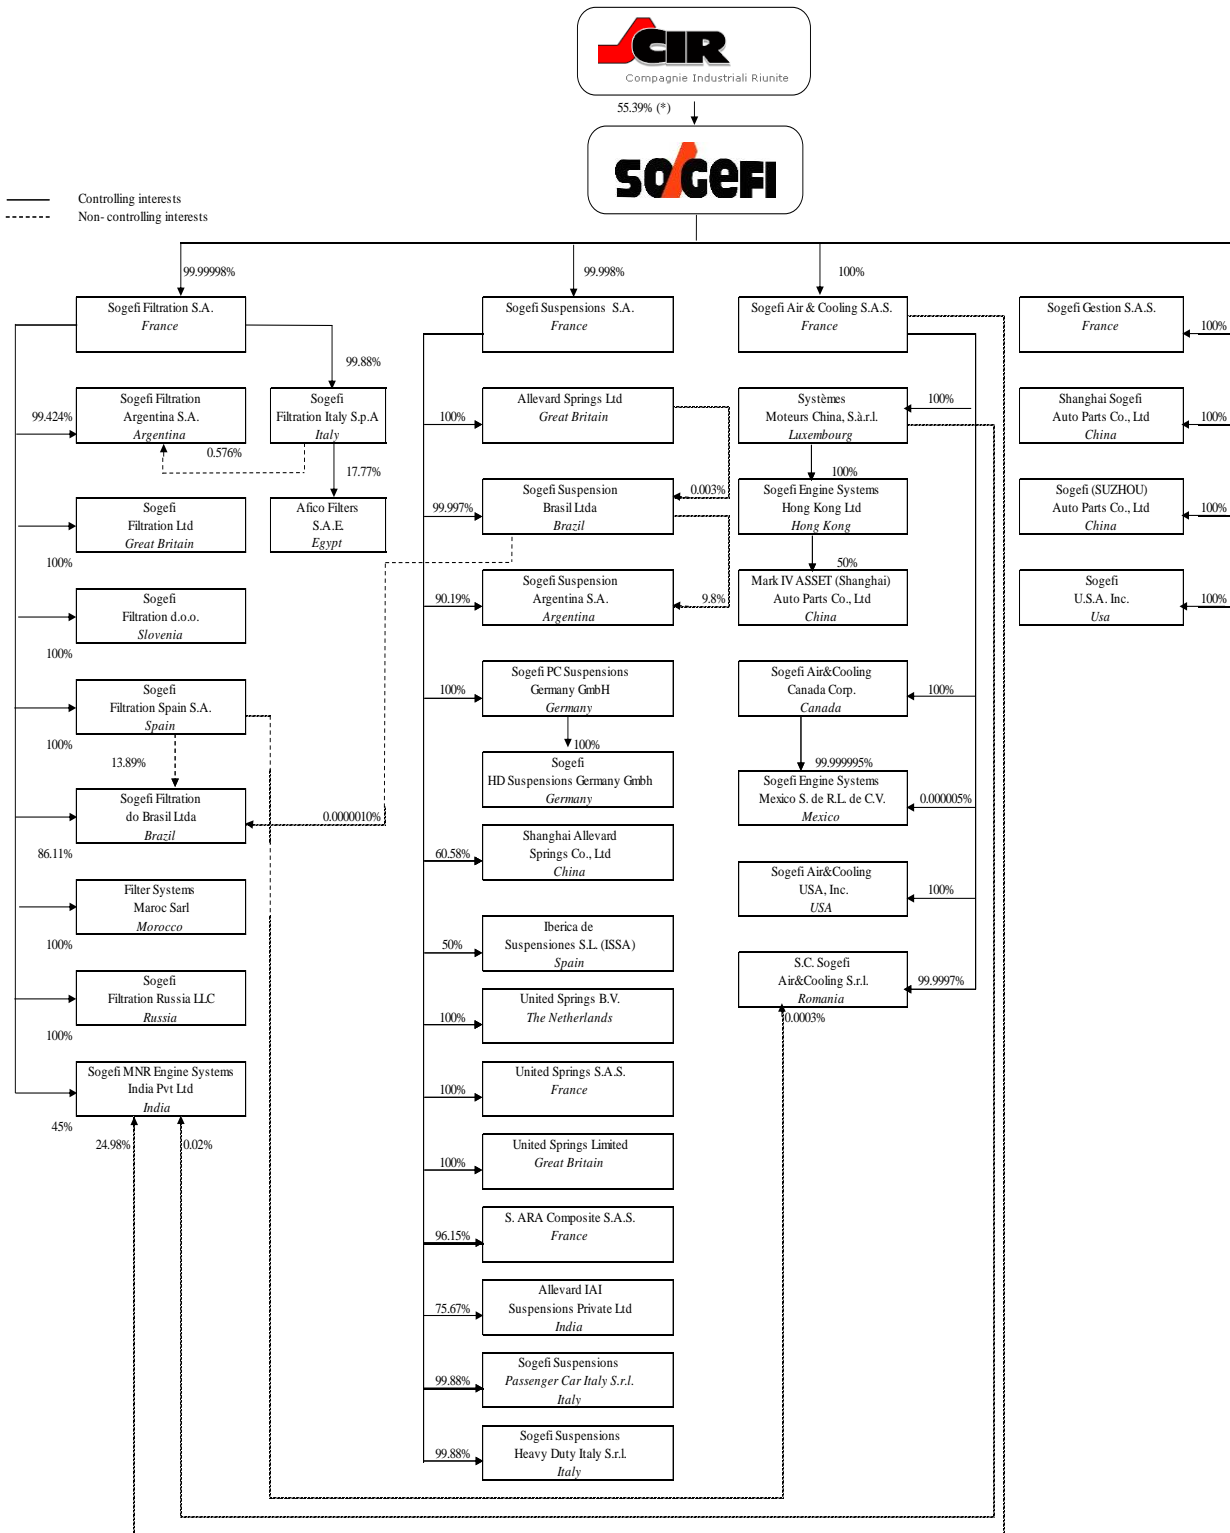 CIR
Compagnie Industriali Riunite
55.39% (*)
SOGEFI
Controlling interests
Non- controlling interests
99.99998%
99.998%
100%
Sogefi Filtration S.A.
France
Sogefi Suspensions S.A.
France
Sogefi Air & Cooling S.A.S.
France
Sogefi Gestion S.A.S.
France
100%
99.88%
99.424%
Sogefi Filtration
Argentina S.A.
Argentina
0.576%
Sogefi
Filtration Italy S.p.A
Italy
17.77%
100%
Allevard Springs Ltd
Great Britain
Systèmes
Moteurs China, S.à.r.l.
Luxembourg
100%
100%
Shanghai Sogefi
Auto Parts Co., Ltd
China
100%
Sogefi
Filtration Ltd
Great Britain
100%
Afico Filters
S.A.E.
Egypt
99.997%
Sogefi Suspension
Brasil Ltda
Brazil
0.003%
Sogefi Engine Systems
Hong Kong Ltd
Hong Kong
50%
Sogefi (SUZHOU)
Auto Parts Co., Ltd
China
100%
Sogefi
Filtration d.o.o.
Slovenia
100%
90.19%
Sogefi Suspension
Argentina S.A.
Argentina
9.8%
Mark IV ASSET (Shanghai)
Auto Parts Co., Ltd
China
Sogefi
U.S.A. Inc.
Usa
100%
Sogefi
Filtration Spain S.A.
Spain
100%
13.89%
100%
Sogefi PC Suspensions
Germany GmbH
Germany
100%
Sogefi Air&Cooling
Canada Corp.
Canada
100%
99.999995%
Sogefi Filtration
do Brasil Ltda
Brazil
86.11%
0.0000010%
Sogefi
HD Suspensions Germany Gmbh
Germany
Sogefi Engine Systems
Mexico S. de R.L. de C.V.
Mexico
0.000005%
Filter Systems
Maroc Sarl
Morocco
100%
60.58%
Shanghai Allevard
Springs Co., Ltd
China
Sogefi Air&Cooling
USA, Inc.
USA
100%
Sogefi
Filtration Russia LLC
Russia
100%
50%
Iberica de
Suspensiones S.L. (ISSA)
Spain
S.C. Sogefi
Air&Cooling S.r.l.
Romania
99.9997%
0.0003%
Sogefi MNR Engine Systems
India Pvt Ltd
India
45%
24.98%
0.02%
100%
United Springs B.V.
The Netherlands
100%
United Springs S.A.S.
France
100%
United Springs Limited
Great Britain
96.15%
S. ARA Composite S.A.S.
France
75.67%
Allevard IAI
Suspensions Private Ltd
India
99.88%
Sogefi Suspensions
Passenger Car Italy S.r.l.
Italy
99.88%
Sogefi Suspensions
Heavy Duty Italy S.r.l.
Italy